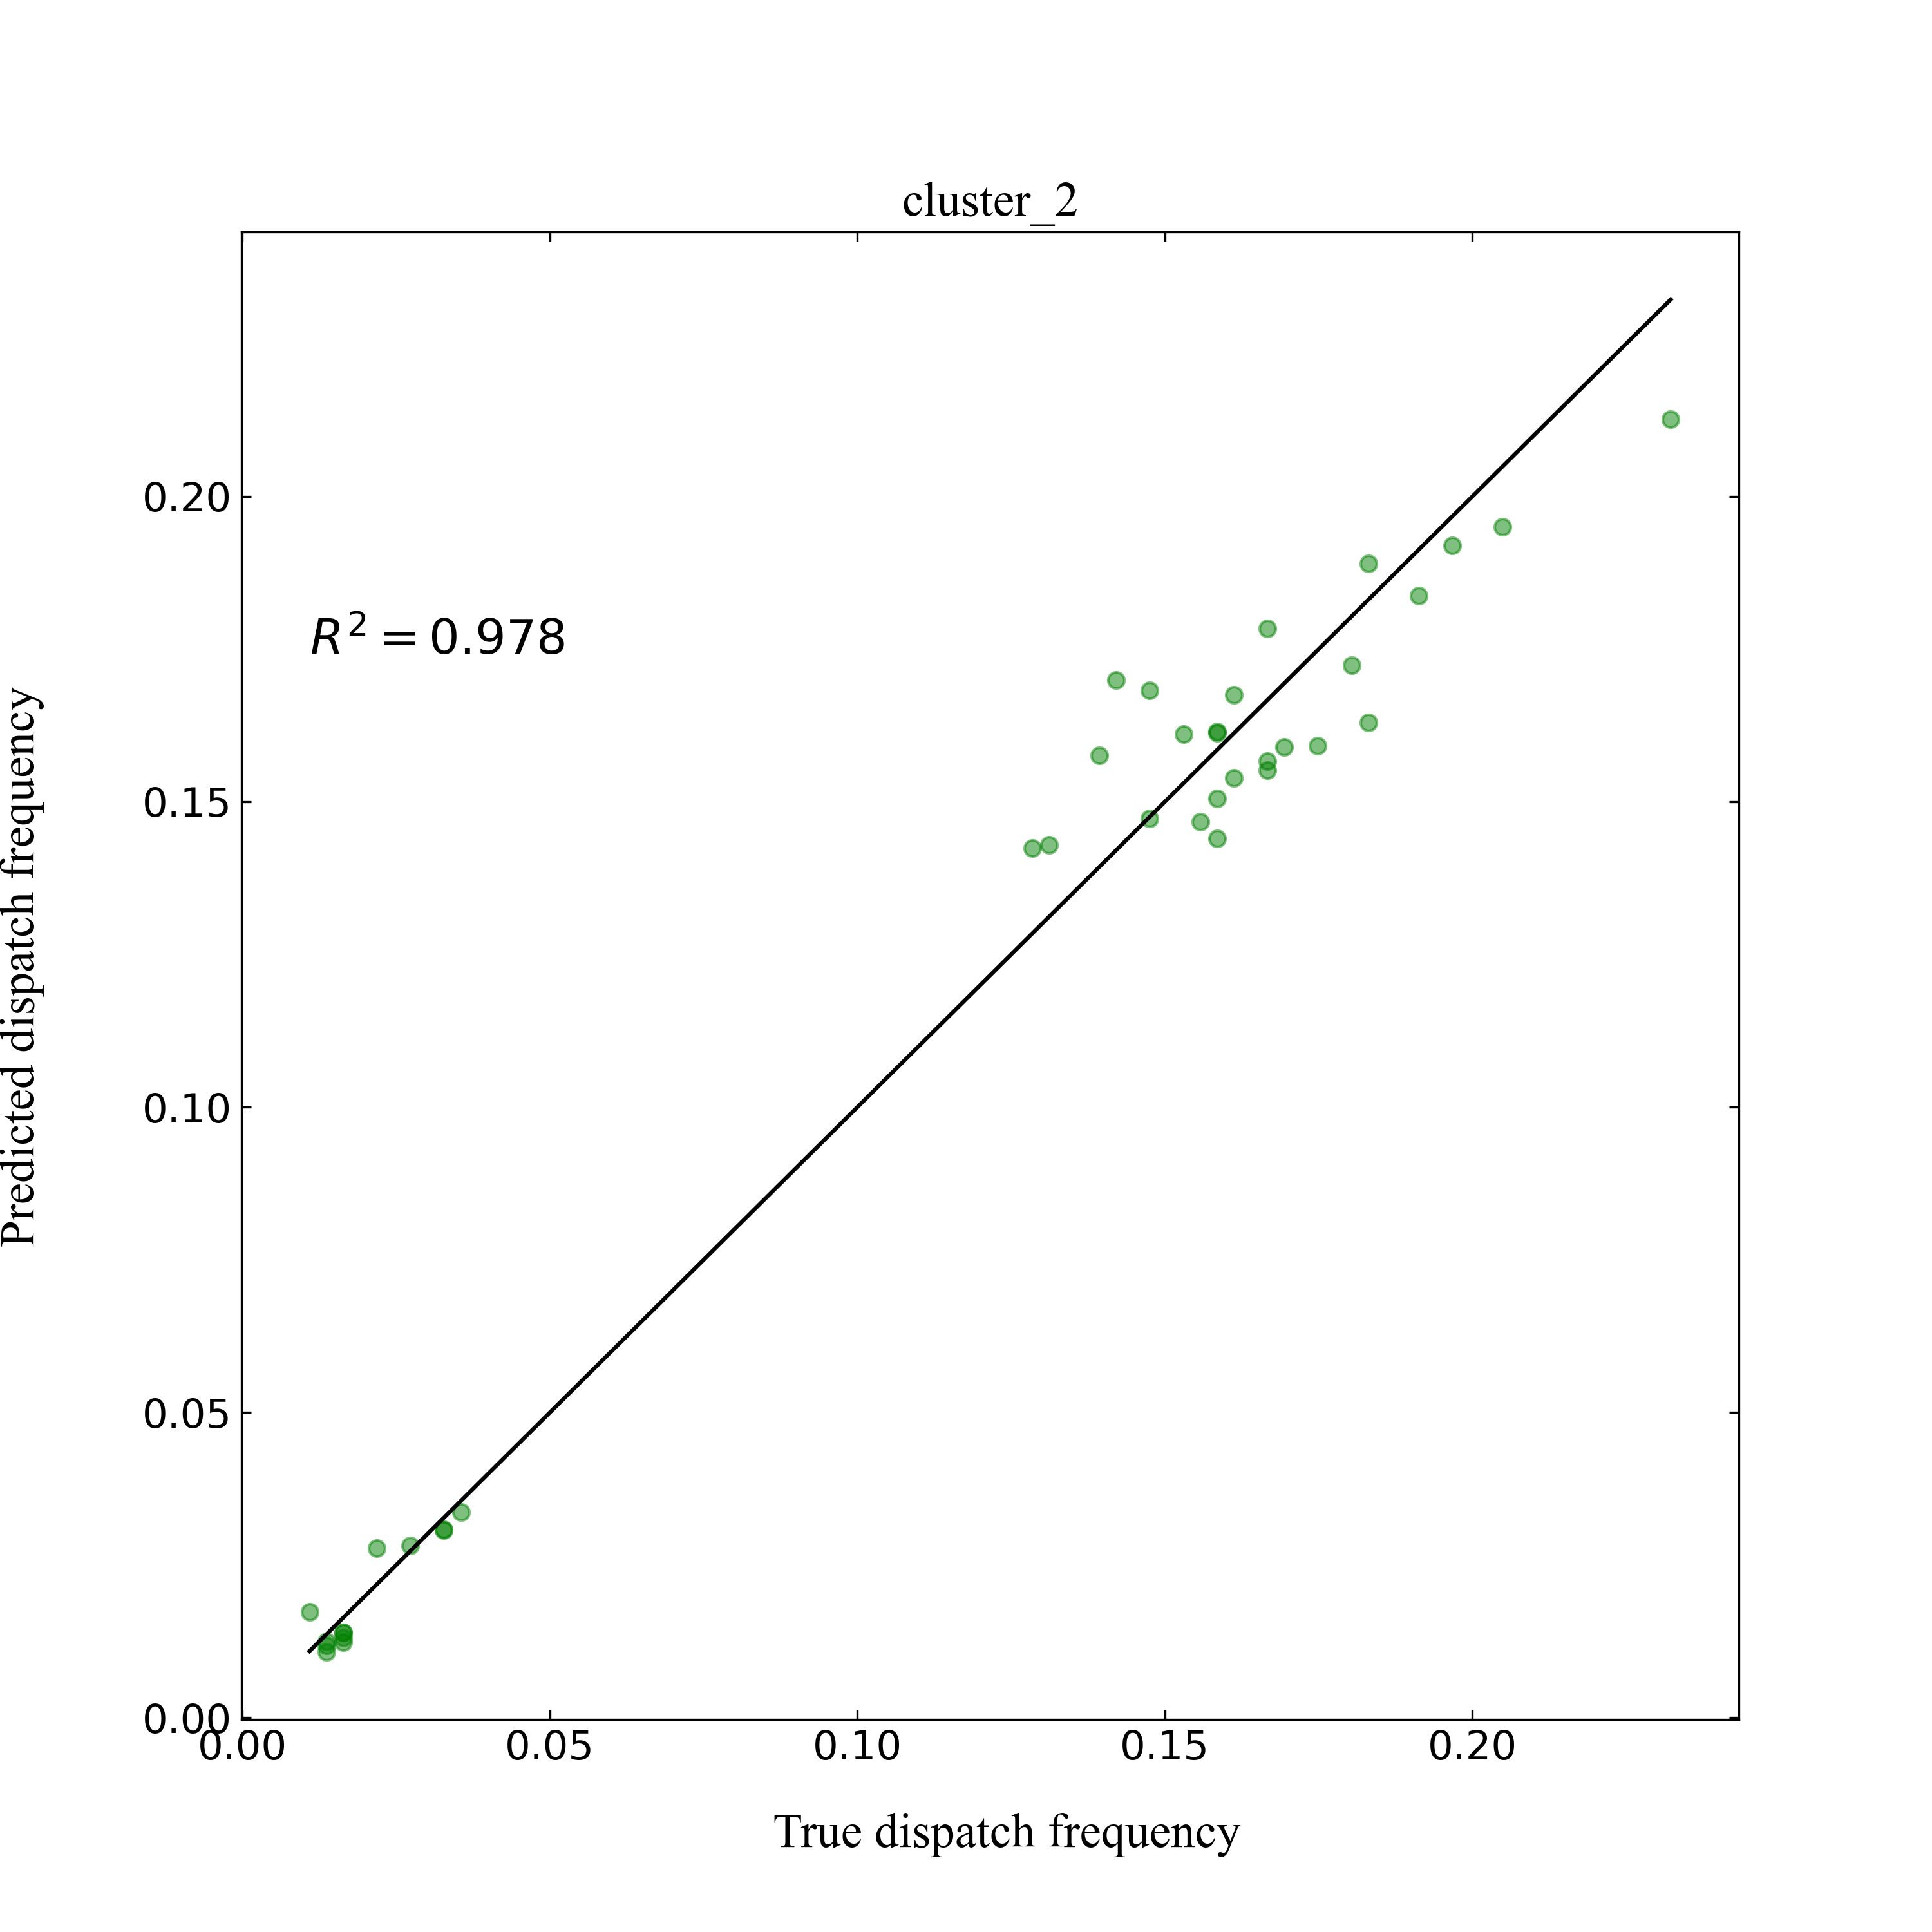 cluster_2
Predicted dispatch frequency
0.20
0.15
0.10
0.05
0.00
R² = 0.978
0.00 0.05 0.10 0.15 0.20
True dispatch frequency